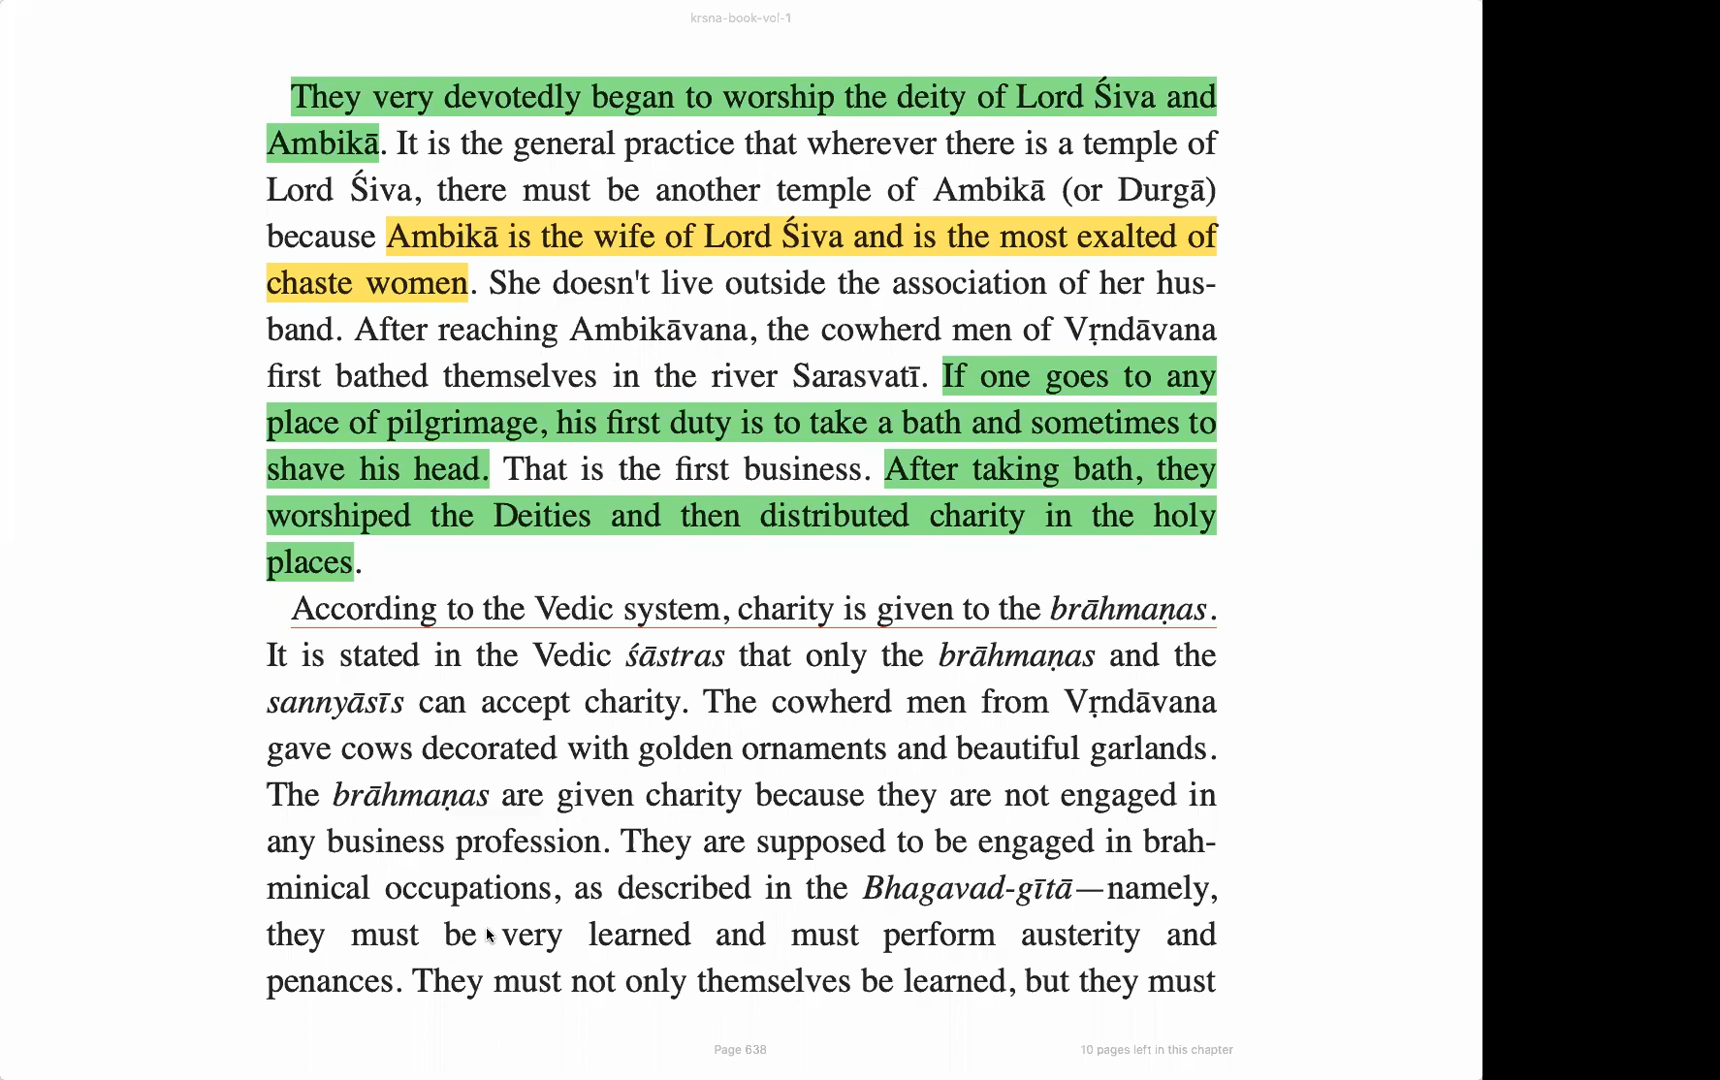 krsna-book-vol-1
They very devotedly began to worship the deity of Lord Śiva and
Ambikā. It is the general practice that wherever there is a temple of
Lord Śiva, there must be another temple of Ambikā (or Durgā)
because Ambikā is the wife of Lord Śiva and is the most exalted of
chaste women. She doesn't live outside the association of her hus-
band. After reaching Ambikāvana, the cowherd men of Vṛndāvana
first bathed themselves in the river Sarasvatī. If one goes to any
place of pilgrimage, his first duty is to take a bath and sometimes to
shave his head. That is the first business. After taking bath, they
worshiped the Deities and then distributed charity in the holy
places.
According to the Vedic system, charity is given to the brāhmaṇas.
It is stated in the Vedic śāstras that only the brāhmaṇas and the
sannyāsīs can accept charity. The cowherd men from Vṛndāvana
gave cows decorated with golden ornaments and beautiful garlands.
The brāhmaṇas are given charity because they are not engaged in
any business profession. They are supposed to be engaged in brah-
minical occupations, as described in the Bhagavad-gītā—namely,
they must be very learned and must perform austerity and
penances. They must not only themselves be learned, but they must
Page 638
10 pages left in this chapter